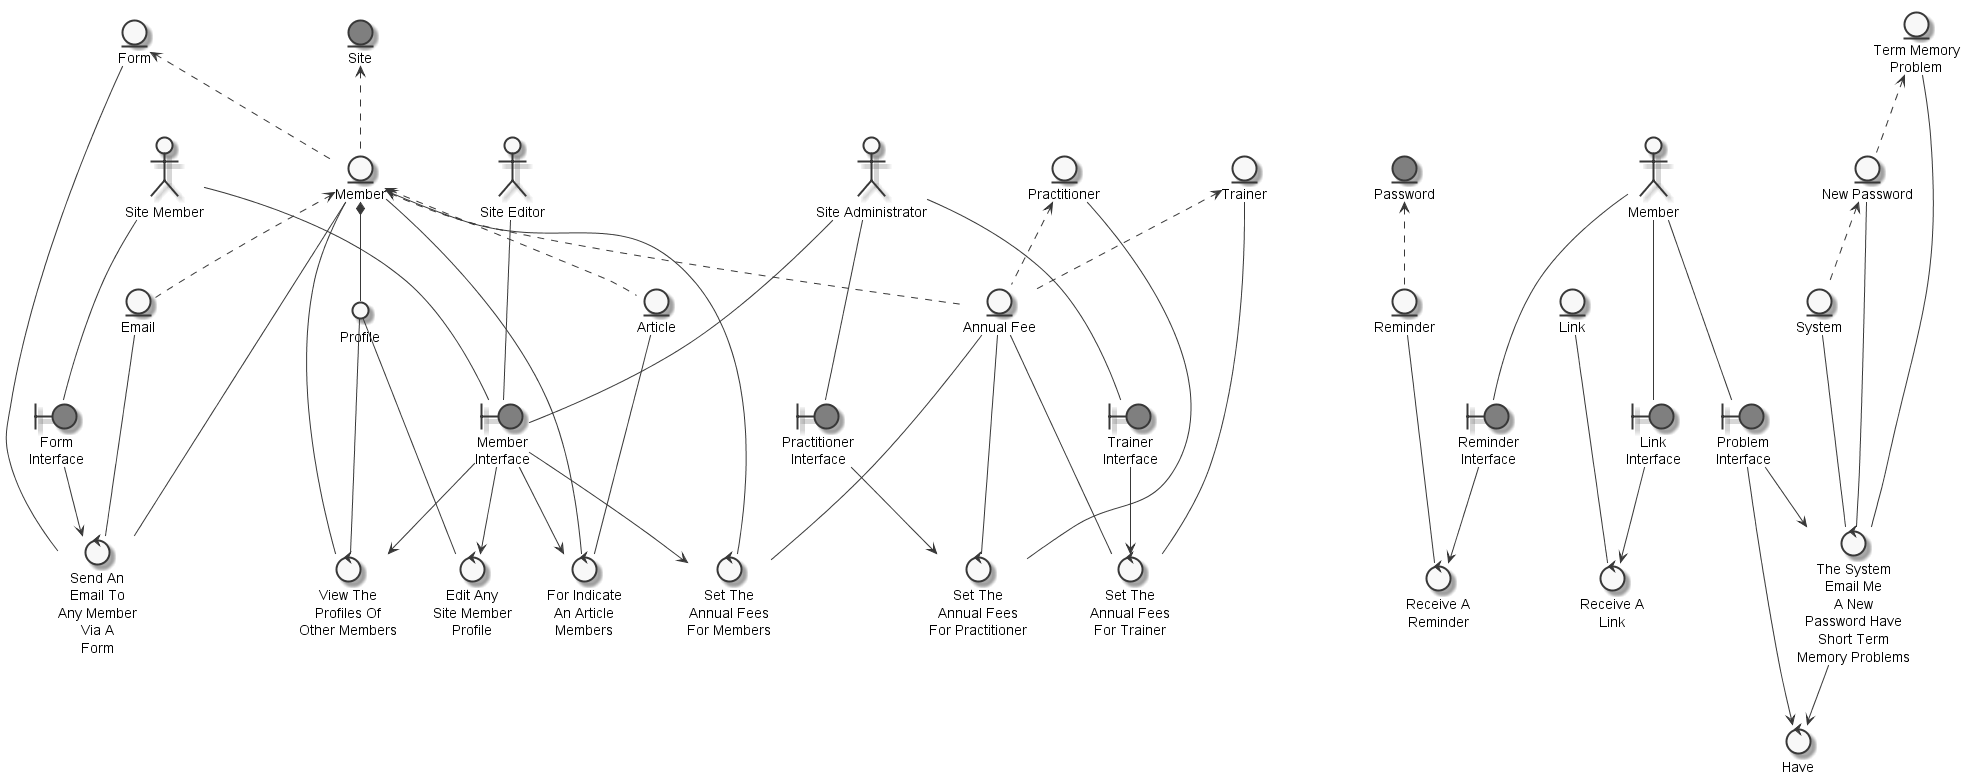 Form
Site
Term Memory
Problem
Site Member
Member
Site Editor
Site Administrator
Practitioner
Trainer
Password
Member
New Password
Email
Profile
Article
Annual Fee
Reminder
Link
System
Form
Interface
Member
Interface
Practitioner
Interface
Trainer
Interface
Reminder
Interface
Link
Interface
Problem
Interface
Send An
Email To
Any Member
Via A
Form
View The
Profiles Of
Other Members
Edit Any
Site Member
Profile
For Indicate
An Article
Members
Set The
Annual Fees
For Members
Set The
Annual Fees
For Practitioner
Set The
Annual Fees
For Trainer
Receive A
Reminder
Receive A
Link
The System
Email Me
A New
Password Have
Short Term
Memory Problems
Have